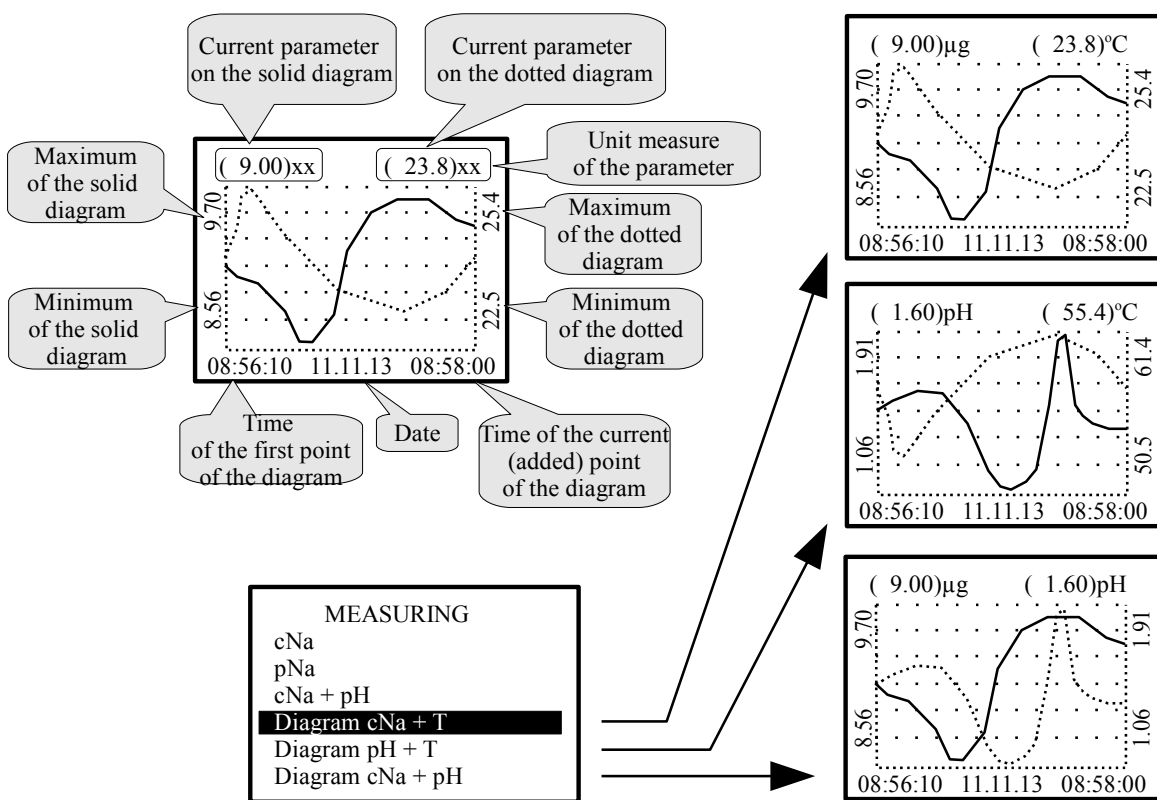 Current parameter
on the solid diagram
Current parameter
on the dotted diagram
Maximum
of the solid
diagram
Minimum
of the solid
diagram
( 9.00)xx ( 23.8)xx
9.70
8.56
25.4
22.5
08:56:10 11.11.13 08:58:00
Unit measure
of the parameter
Maximum
of the dotted
diagram
Minimum
of the dotted
diagram
Time
of the first point
of the diagram
Date
Time of the current
(added) point
of the diagram
( 9.00)µg ( 23.8)ºC
9.70
8.56
25.4
22.5
08:56:10 11.11.13 08:58:00
( 1.60)pH ( 55.4)ºC
1.91
1.06
61.4
50.5
08:56:10 11.11.13 08:58:00
( 9.00)µg ( 1.60)pH
9.70
8.56
1.91
1.06
08:56:10 11.11.13 08:58:00
MEASURING
cNa
pNa
cNa + pH
Diagram cNa + T
Diagram pH + T
Diagram cNa + pH